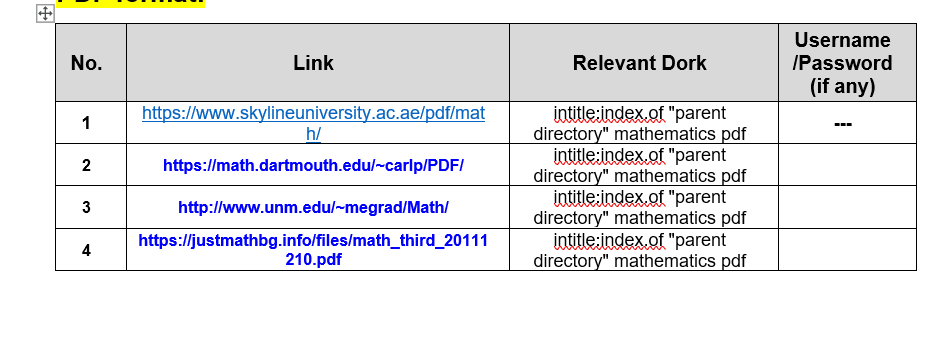 PDF format:
No.
Link
Relevant Dork
Username
/Password
(if any)
1
https://www.skylineuniversity.ac.ae/pdf/mat
h/
intitle:index.of "parent
directory" mathematics pdf
---
2
https://math.dartmouth.edu/~carlp/PDF/
intitle:index.of "parent
directory" mathematics pdf
3
http://www.unm.edu/~megrad/Math/
intitle:index.of "parent
directory" mathematics pdf
4
https://justmathbg.info/files/math_third_20111
210.pdf
intitle:index.of "parent
directory" mathematics pdf